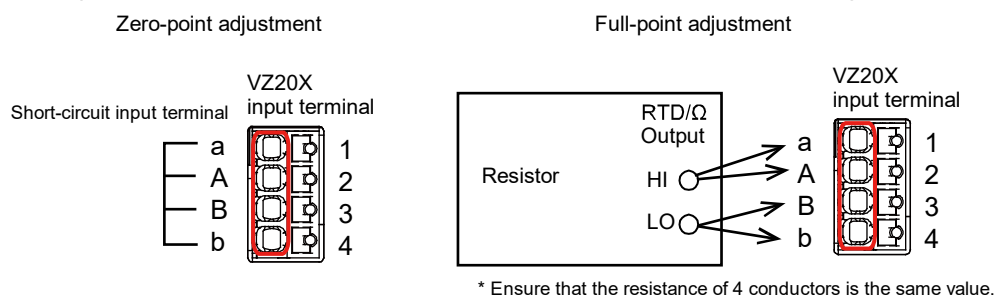 Zero-point adjustment
Short-circuit input terminal
VZ20X
input terminal
a
1
A
2
B
3
b
4
Full-point adjustment
Resistor
RTD/Ω
Output
HI
LO
VZ20X
input terminal
a
1
A
2
B
3
b
4
* Ensure that the resistance of 4 conductors is the same value.